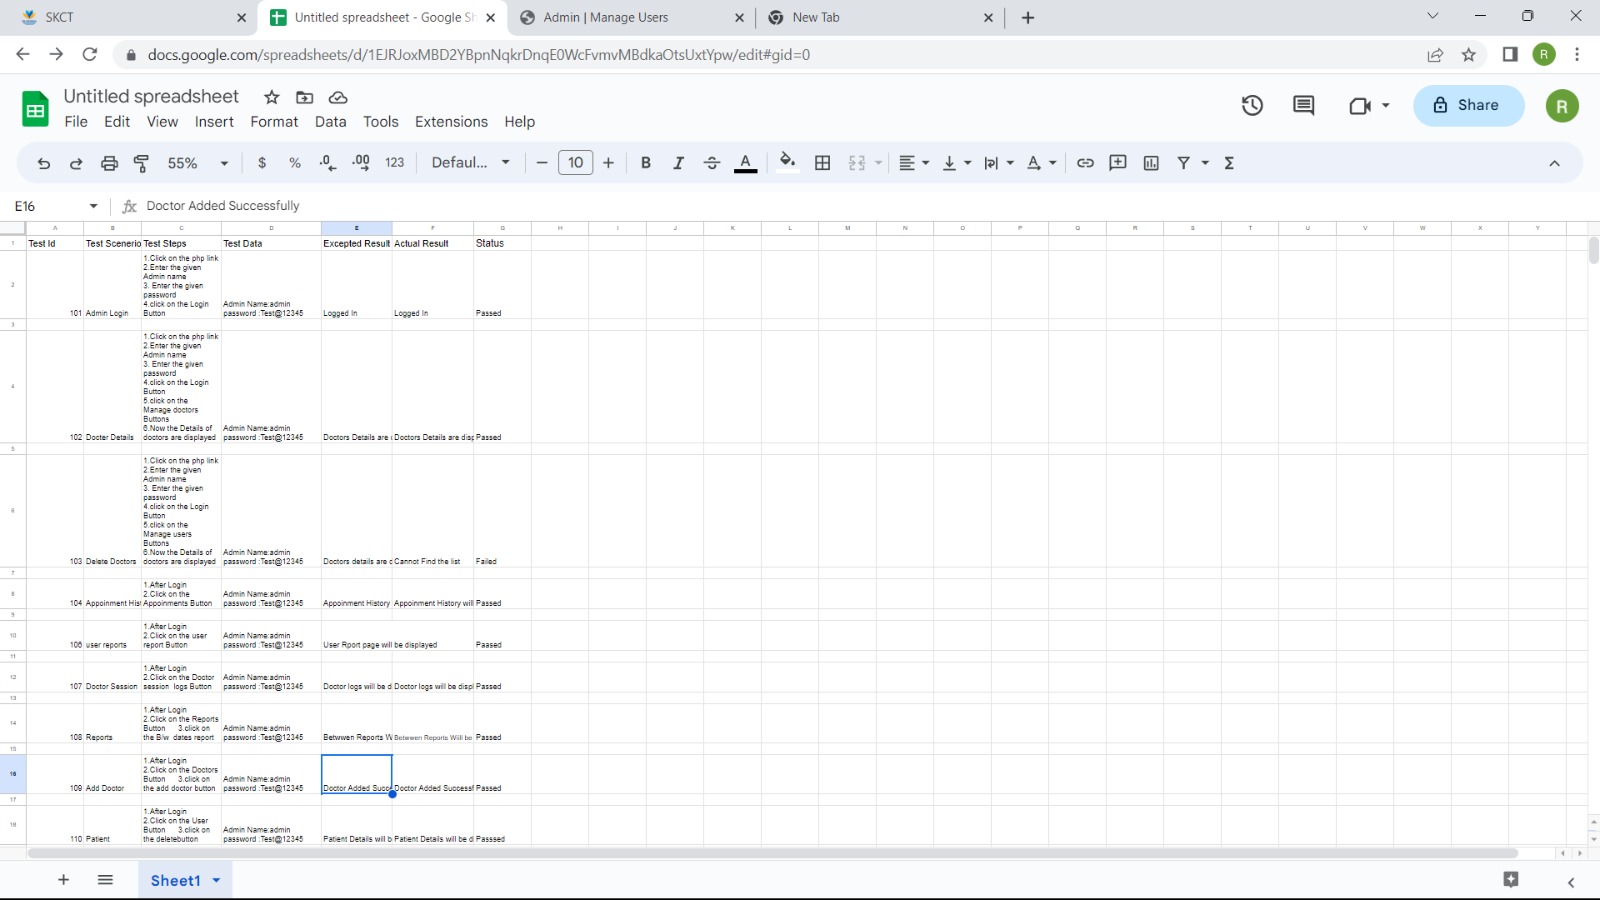 SKCT
Untitled spreadsheet - Google Sh
Admin | Manage Users
New Tab
docs.google.com/spreadsheets/d/1EJRJoxMBD2YBpnNqkrDnqE0WcFvmvMBdkaOtsUxtYpw/edit#gid=0
R
Untitled spreadsheet
Share
R
File Edit View Insert Format Data Tools Extensions Help
55% $ % .0 .00 123 Defaul... 10 B I S A
E16 fx Doctor Added Successfully
A B C D E F G H I J K L M N O P Q R S T U V W X Y
1 Test Id Test Scenerio Test Steps Test Data Excepted Result Actual Result Status
1.Click on the php link
2.Enter the given
Admin name
3. Enter the given
password
4.click on the Login
Button
2 101 Admin Login Admin Name:admin
password :Test@12345 Logged In Logged In Passed
3
1.Click on the php link
2.Enter the given
Admin name
3. Enter the given
password
4.click on the Login
Button
5.click on the
Manage doctors
Buttons
6.Now the Details of
doctors are displayed
4 102 Docter Details Admin Name:admin
password :Test@12345 Doctors Details are Doctors Details are disp Passed
5
1.Click on the php link
2.Enter the given
Admin name
3. Enter the given
password
4.click on the Login
Button
5.click on the
Manage users
Buttons
6.Now the Details of
doctors are displayed
6 103 Delete Doctors Admin Name:admin
password :Test@12345 Doctors details are c Cannot Find the list Failed
7
1.After Login
2.Click on the
Appoinments Button
8 104 Appoinment His Admin Name:admin
password :Test@12345 Appoinment History Appoinment History will Passed
9
1.After Login
2.Click on the user
report Button
10 106 user reports Admin Name:admin
password :Test@12345 User Rport page will be displayed Passed
11
1.After Login
2.Click on the Doctor
session logs Button
12 107 Doctor Session Admin Name:admin
password :Test@12345 Doctor logs will be d Doctor logs will be displ Passed
13
1.After Login
2.Click on the Reports
Button 3.click on
the B/w dates report
14 108 Reports Admin Name:admin
password :Test@12345 Betwwen Reports W Betwwen Reports Will be Passed
15
1.After Login
2.Click on the Doctors
Button 3.click on
the add doctor button
16 109 Add Doctor Admin Name:admin
password :Test@12345 Doctor Added Succe Doctor Added Successf Passed
17
1.After Login
2.Click on the User
Button 3.click on
the deletebutton
18 110 Patient Admin Name:admin
password :Test@12345 Patient Details will b Patient Details will be d Passsed
Sheet1